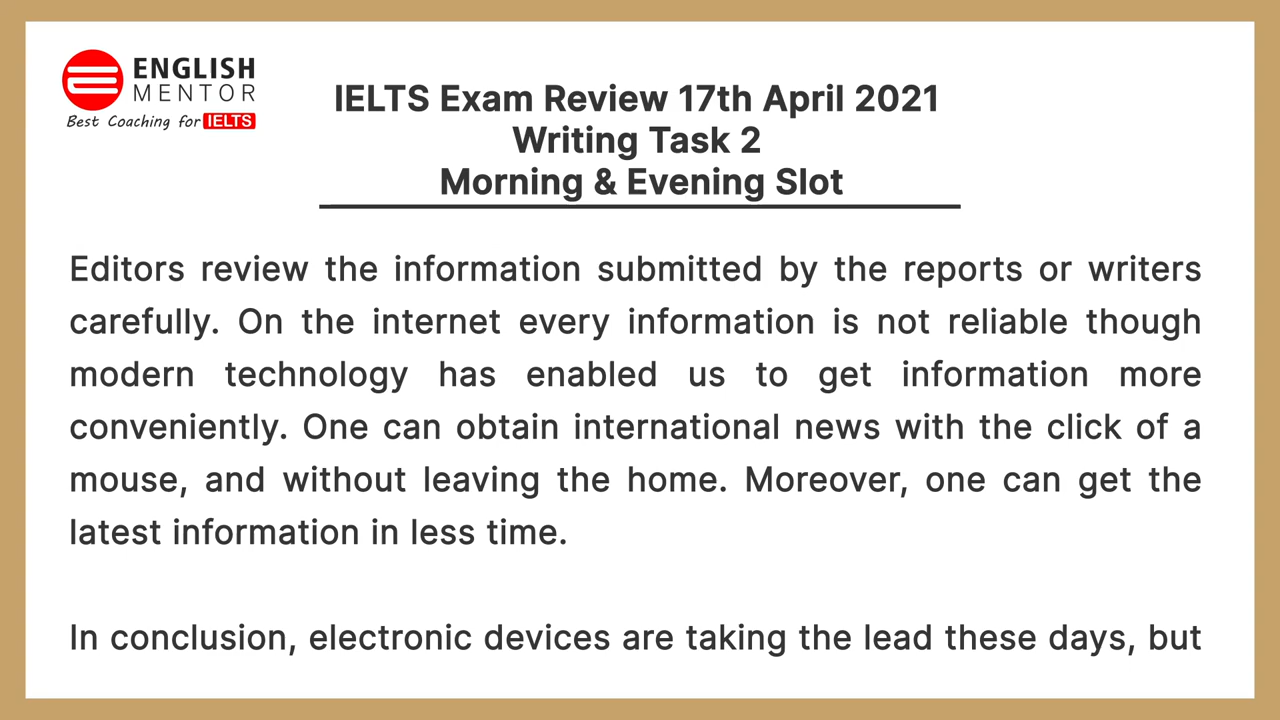 ENGLISH
MENTOR
Best Coaching for IELTS
IELTS Exam Review 17th April 2021
Writing Task 2
Morning & Evening Slot
Editors review the information submitted by the reports or writers
carefully. On the internet every information is not reliable though
modern technology has enabled us to get information more
conveniently. One can obtain international news with the click of a
mouse, and without leaving the home. Moreover, one can get the
latest information in less time.
In conclusion, electronic devices are taking the lead these days, but